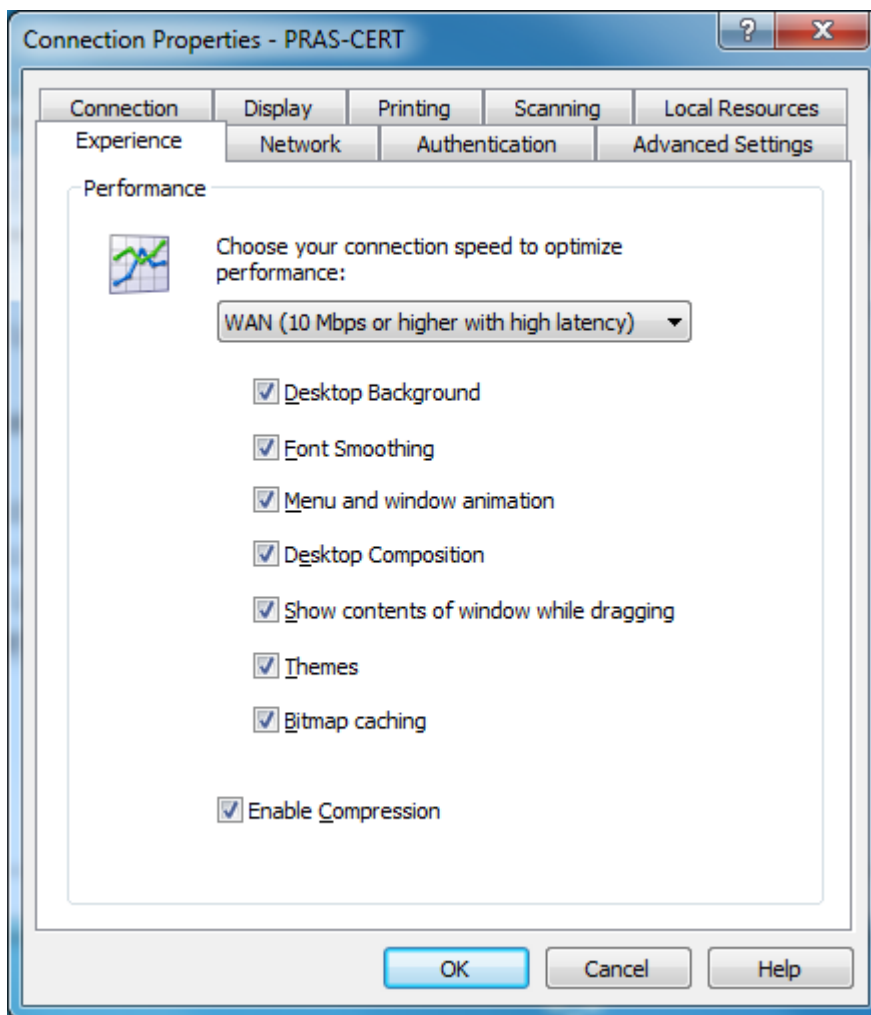 Connection Properties - PRAS-CERT
?
X
Connection Display Printing Scanning Local Resources
Experience Network Authentication Advanced Settings
Performance
Choose your connection speed to optimize
performance:
WAN (10 Mbps or higher with high latency)
Desktop Background
Font Smoothing
Menu and window animation
Desktop Composition
Show contents of window while dragging
Themes
Bitmap caching
Enable Compression
OK Cancel Help